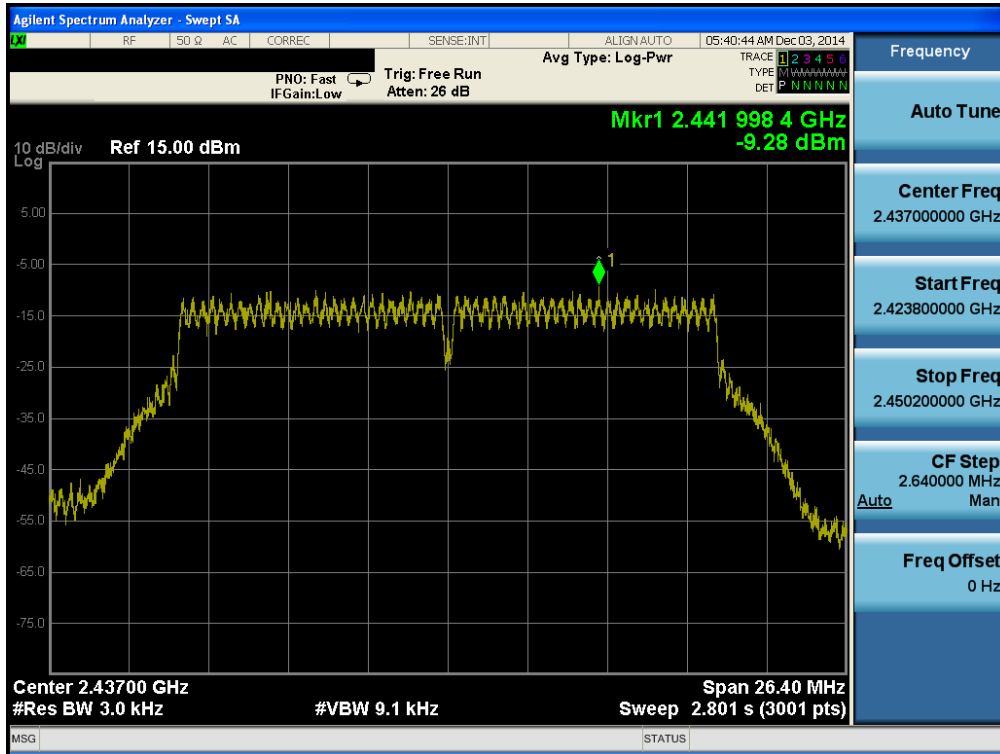 Agilent Spectrum Analyzer - Swept SA
LXI RF 50 Ω AC CORREC SENSE:INT ALIGN AUTO 05:40:44 AM Dec 03, 2014
Frequency
Avg Type: Log-Pwr TRACE 1 2 3 4 5 6
PNO: Fast Trig: Free Run TYPE M
IFGain:Low Atten: 26 dB DET P N N N N N
Auto Tune
Mkr1 2.441 998 4 GHz
10 dB/div Ref 15.00 dBm -9.28 dBm
Log
Center Freq
2.437000000 GHz
5.00
-5.00
1
Start Freq
2.423800000 GHz
-15.0
-25.0
Stop Freq
2.450200000 GHz
-35.0
-45.0
CF Step
2.640000 MHz
Auto Man
-55.0
-65.0
Freq Offset
0 Hz
-75.0
Center 2.43700 GHz Span 26.40 MHz
#Res BW 3.0 kHz #VBW 9.1 kHz Sweep 2.801 s (3001 pts)
MSG STATUS